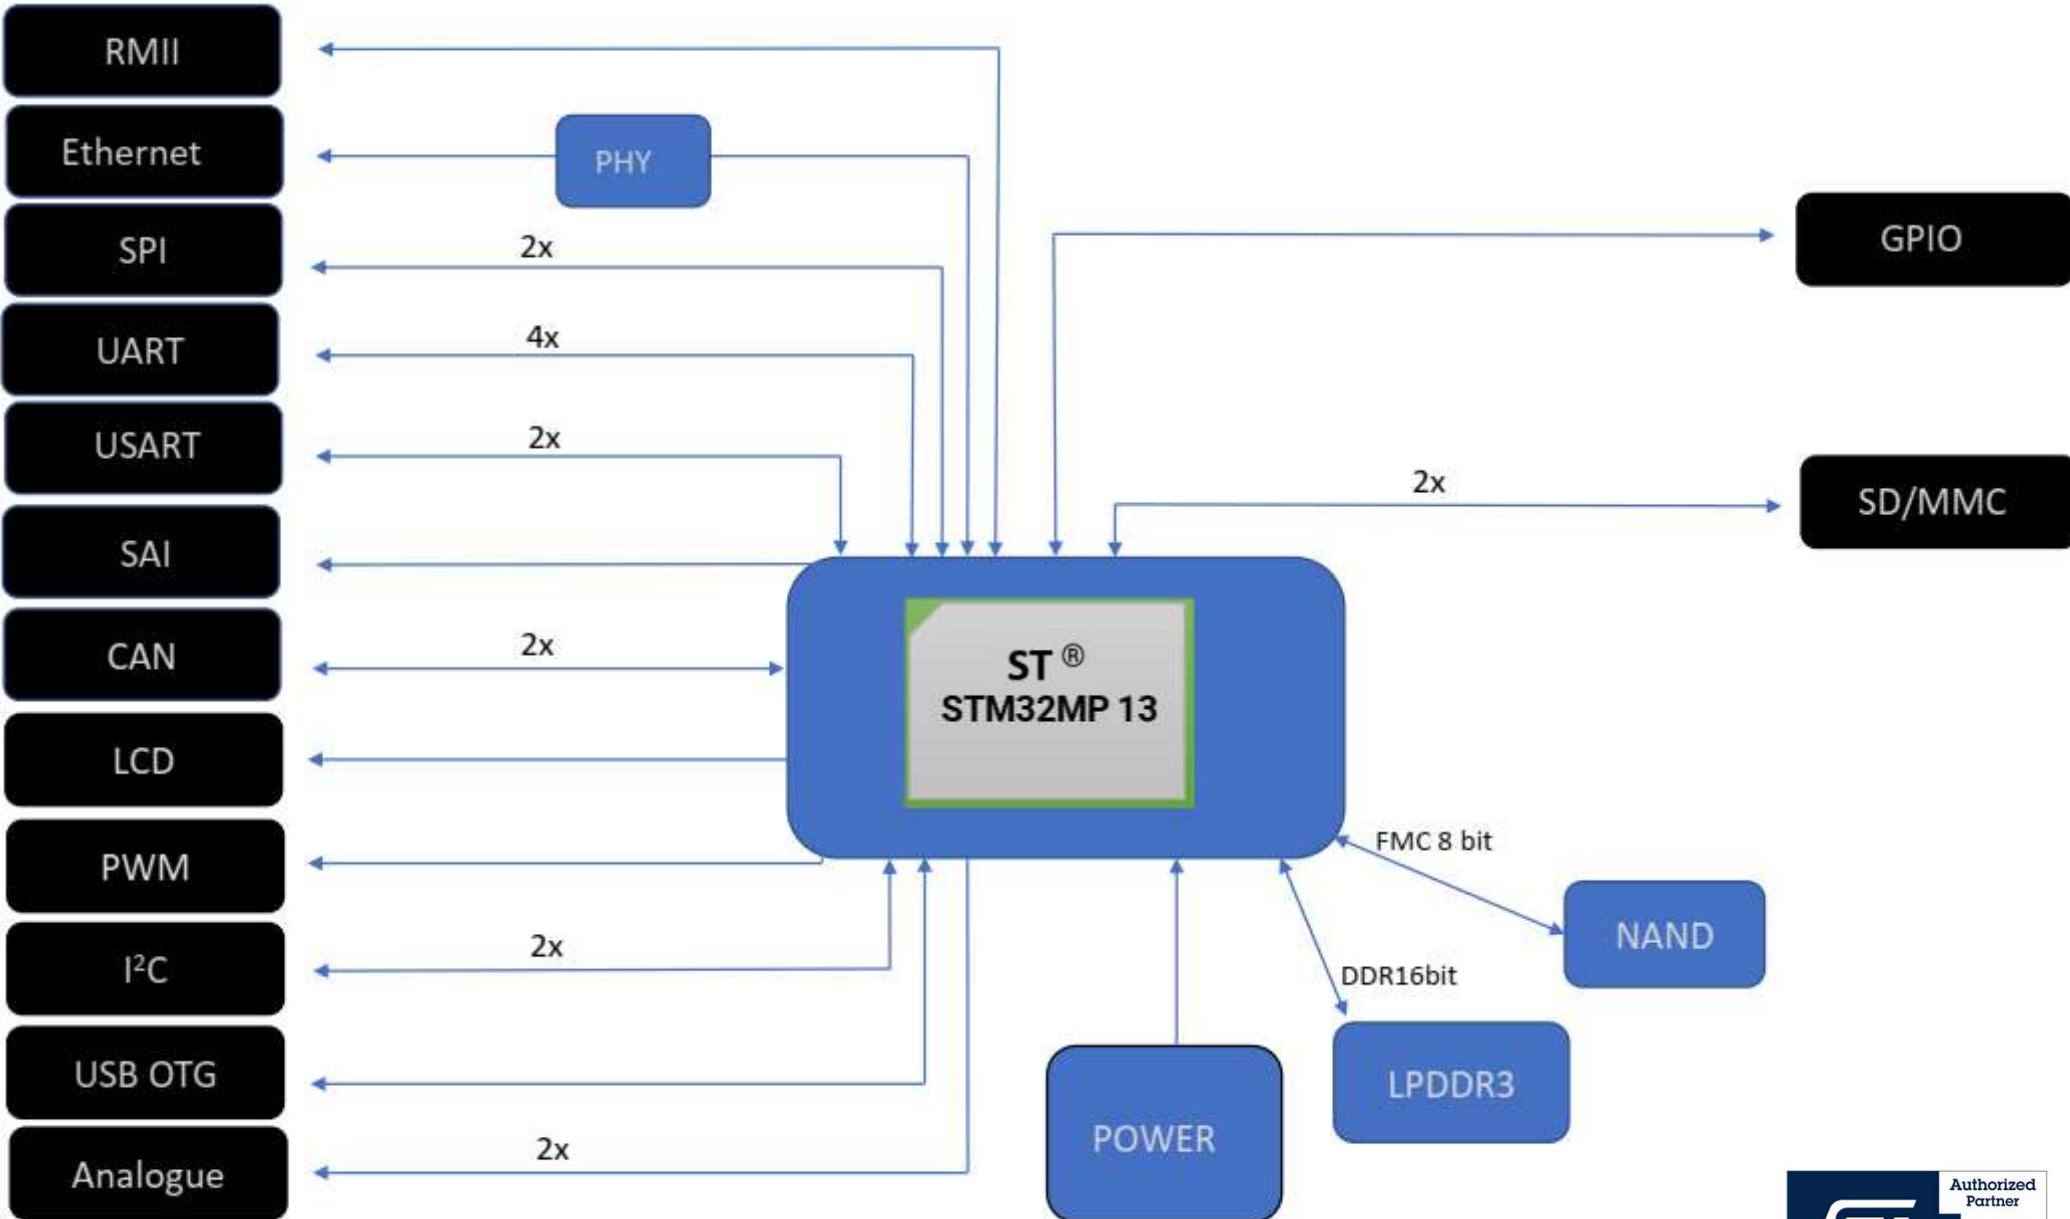 RMII
Ethernet
PHY
SPI
2x
UART
4x
USART
2x
SAI
CAN
2x
LCD
PWM
I²C
2x
USB OTG
Analogue
2x
GPIO
SD/MMC
2x
ST ®
STM32MP 13
FMC 8 bit
NAND
DDR16bit
LPDDR3
POWER
Authorized
Partner